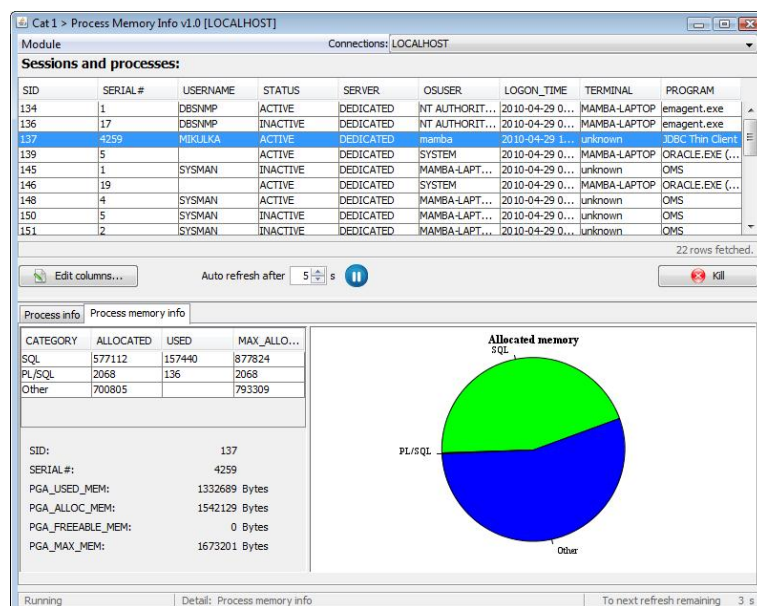 Cat 1 > Process Memory Info v1.0 [LOCALHOST]
Module Connections: LOCALHOST
Sessions and processes:
SID SERIAL# USERNAME STATUS SERVER OSUSER LOGON_TIME TERMINAL PROGRAM
134 1 DBSNMP ACTIVE DEDICATED NT AUTHORIT... 2010-04-29 0... MAMBA-LAPTOP emagent.exe
136 17 DBSNMP INACTIVE DEDICATED NT AUTHORIT... 2010-04-29 0... MAMBA-LAPTOP emagent.exe
137 4259 MIKULKA ACTIVE DEDICATED mamba 2010-04-29 1... unknown JDBC Thin Client
139 5 ACTIVE DEDICATED SYSTEM 2010-04-29 0... MAMBA-LAPTOP ORACLE.EXE (...
145 1 SYSMAN INACTIVE DEDICATED MAMBA-LAPT... 2010-04-29 0... unknown OMS
146 19 ACTIVE DEDICATED SYSTEM 2010-04-29 0... MAMBA-LAPTOP ORACLE.EXE (...
148 4 SYSMAN ACTIVE DEDICATED MAMBA-LAPT... 2010-04-29 0... unknown OMS
150 5 SYSMAN INACTIVE DEDICATED MAMBA-LAPT... 2010-04-29 0... unknown OMS
151 2 SYSMAN INACTIVE DEDICATED MAMBA-LAPT... 2010-04-29 0... unknown OMS
22 rows fetched.
Edit columns... Auto refresh after 5 s Kill
Process info Process memory info
CATEGORY ALLOCATED USED MAX_ALLO...
SQL 577112 157440 877824
PL/SQL 2068 136 2068
Other 700805 793309
SID: 137
SERIAL#: 4259
PGA_USED_MEM: 1332689 Bytes
PGA_ALLOC_MEM: 1542129 Bytes
PGA_FREEABLE_MEM: 0 Bytes
PGA_MAX_MEM: 1673201 Bytes
Allocated memory
SQL
PL/SQL
Other
Running Detail: Process memory info To next refresh remaining 3 s